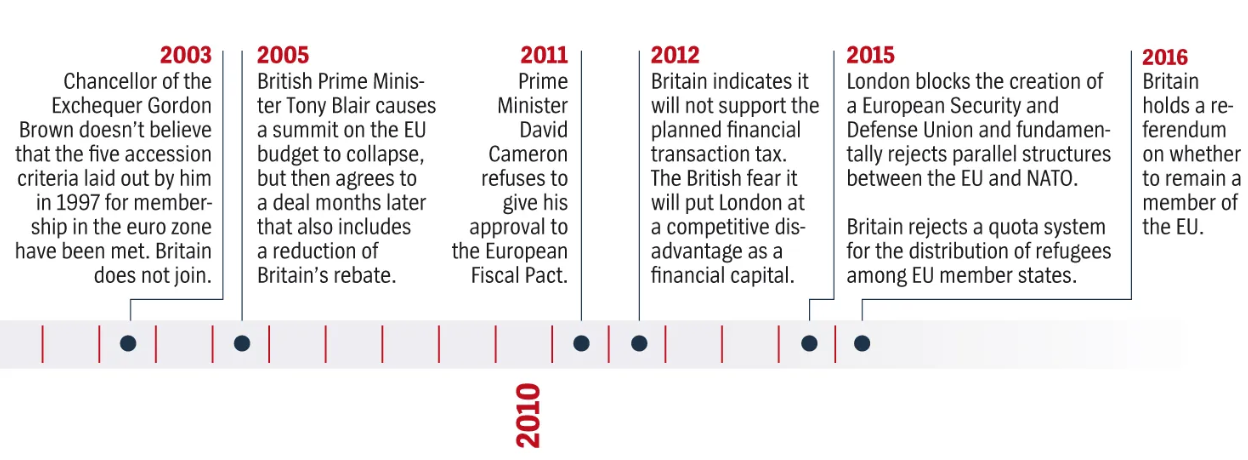 2003
Chancellor of the
Exchequer Gordon
Brown doesn't believe
that the five accession
criteria laid out by him
in 1997 for member-
ship in the euro zone
have been met. Britain
does not join.
2005
British Prime Minis-
ter Tony Blair causes
a summit on the EU
budget to collapse,
but then agrees to
a deal months later
that also includes
a reduction of
Britain's rebate.
2011
Prime
Minister
David
Cameron
refuses to
give his
approval to
the European
Fiscal Pact.
2012
Britain indicates it
will not support the
planned financial
transaction tax.
The British fear it
will put London at
a competitive dis-
advantage as a
financial capital.
2015
London blocks the creation of
a European Security and
Defense Union and fundamen-
tally rejects parallel structures
between the EU and NATO.
Britain rejects a quota system
for the distribution of refugees
among EU member states.
2016
Britain
holds a re-
ferendum
on whether
to remain a
member of
the EU.
2010